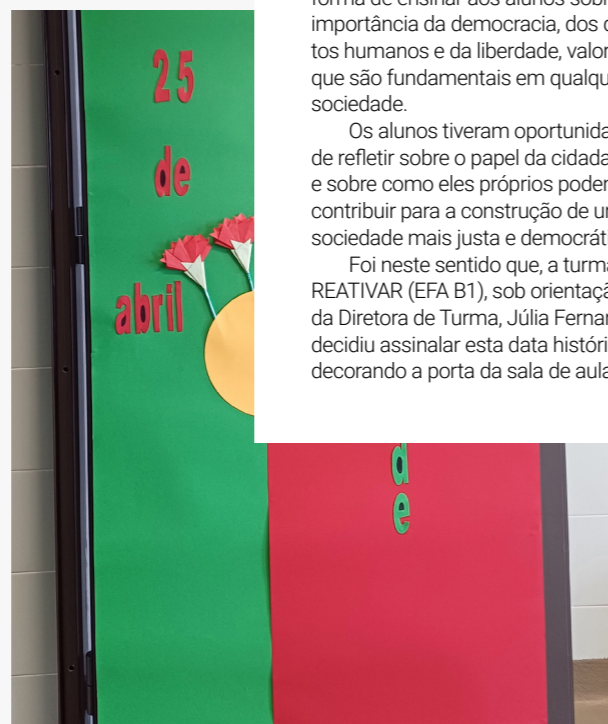 25
de
abril
forma de ensinar aos alunos sobre
importância da democracia, dos
tos humanos e da liberdade, valor
que são fundamentais em qualqu
sociedade.
Os alunos tiveram oportunida
de refletir sobre o papel da cidada
e sobre como eles próprios poder
contribuir para a construção de u
sociedade mais justa e democráti
Foi neste sentido que, a turma
REATIVAR (EFA B1), sob orientaçã
da Diretora de Turma, Júlia Fernar
decidiu assinalar esta data históri
decorando a porta da sala de aula
d
e